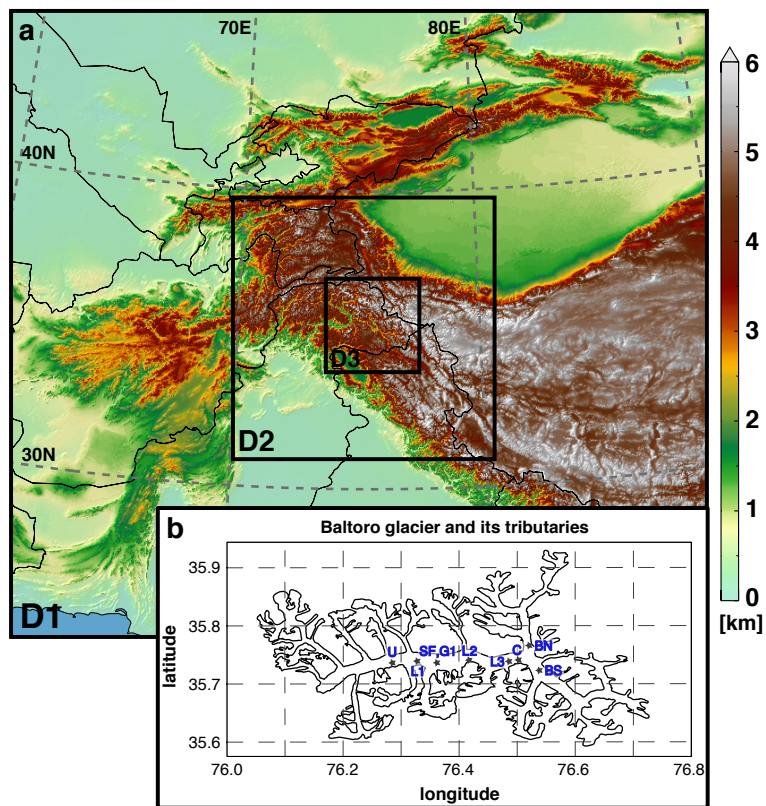 a
70E
80E
40N
30N
D3
D2
D1
6
5
4
3
2
1
0
[km]
b
Baltoro glacier and its tributaries
35.9
35.8
35.7
35.6
latitude
U
SF,G1
L2
L1
L3
C
BN
BS
76.0
76.2
76.4
76.6
76.8
longitude